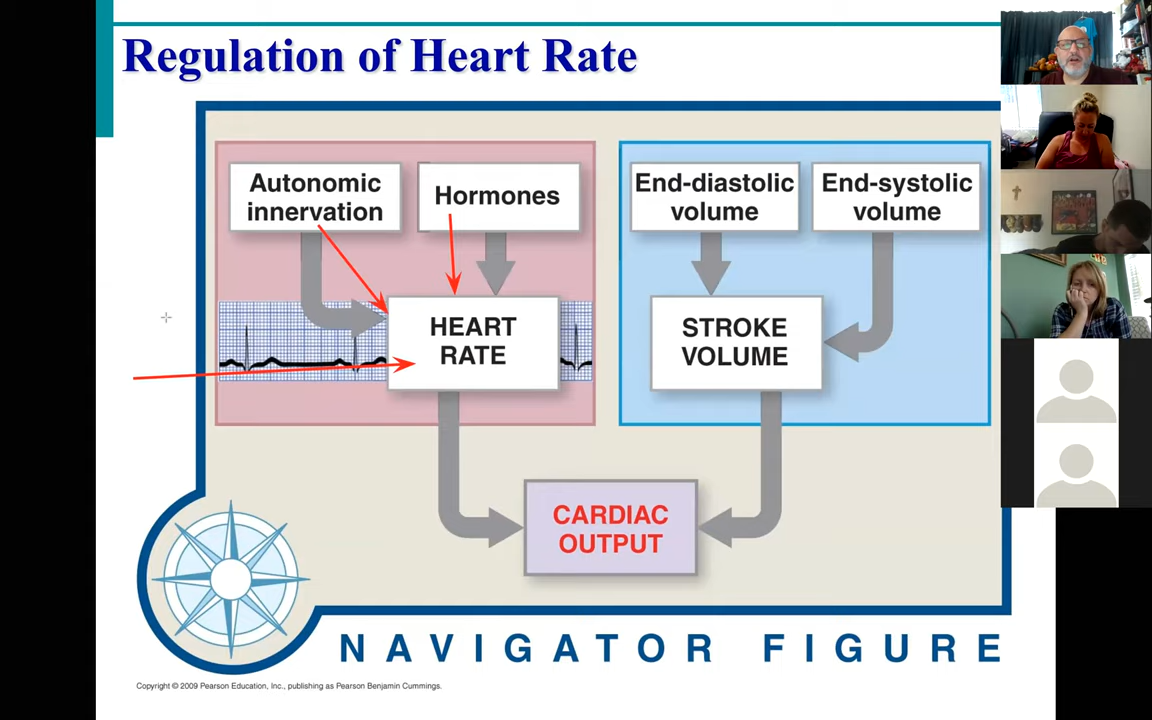 Regulation of Heart Rate
Autonomic
innervation
Hormones
End-diastolic
volume
End-systolic
volume
HEART
RATE
STROKE
VOLUME
CARDIAC
OUTPUT
NAVIGATOR FIGURE
Copyright © 2009 Pearson Education, Inc., publishing as Pearson Benjamin Cummings.